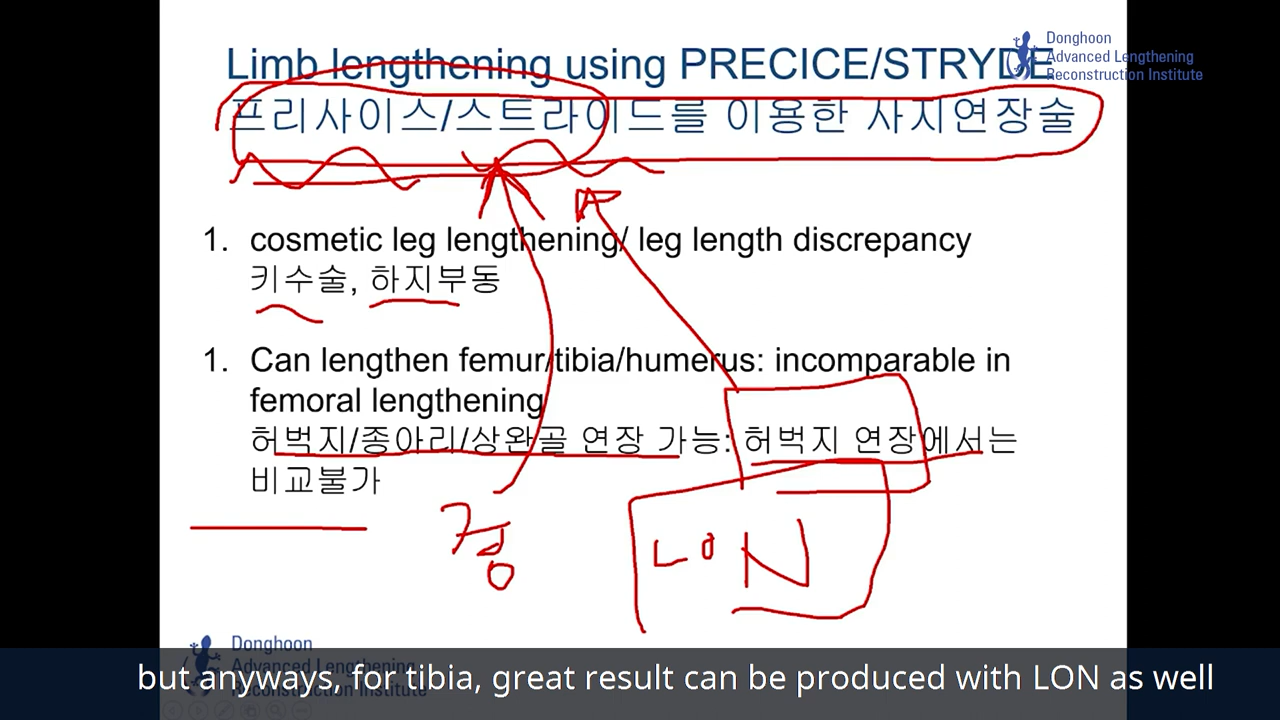 Limb lengthening using PRECICE/STRYDE
Donghoon
Advanced Lengthening
Reconstruction Institute
프리사이스/스트라이드를 이용한 사지연장술
1. cosmetic leg lengthening/ leg length discrepancy
키수술, 하지부동
1. Can lengthen femur/tibia/humerus: incomparable in
femoral lengthening
허벅지/종아리/상완골 연장 가능: 허벅지 연장에서는
비교불가
LON
Donghoon
Advanced Lengthening
Reconstruction Institute
but anyways, for tibia, great result can be produced with LON as well